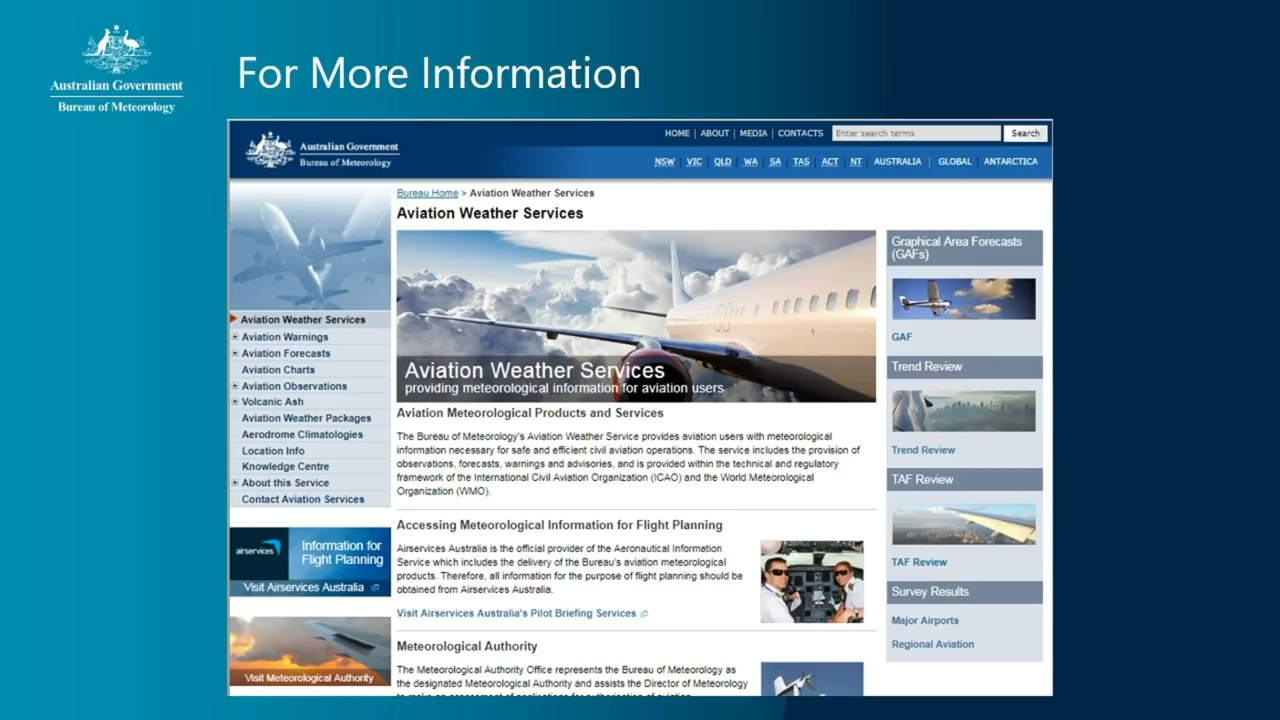 Australian Government
Bureau of Meteorology
For More Information
Australian Government
Bureau of Meteorology
HOME | ABOUT | MEDIA | CONTACTS
Enter search terms
Search
NSW | VIC | QLD | WA | SA | TAS | ACT | NT | AUSTRALIA | GLOBAL | ANTARCTICA
Aviation Weather Services
Aviation Warnings
Aviation Forecasts
Aviation Charts
Aviation Observations
Volcanic Ash
Aviation Weather Packages
Aerodrome Climatologies
Location Info
Knowledge Centre
About this Service
Contact Aviation Services
airservices
Information for
Flight Planning
Visit Airservices Australia
Visit Meteorological Authority
Bureau Home > Aviation Weather Services
Aviation Weather Services
Aviation Weather Services
providing meteorological information for aviation users
Aviation Meteorological Products and Services
The Bureau of Meteorology's Aviation Weather Service provides aviation users with meteorological
information necessary for safe and efficient civil aviation operations. The service includes the provision of
observations, forecasts, warnings and advisories, and is provided within the technical and regulatory
framework of the International Civil Aviation Organization (ICAO) and the World Meteorological
Organization (WMO).
Accessing Meteorological Information for Flight Planning
Airservices Australia is the official provider of the Aeronautical Information
Service which includes the delivery of the Bureau's aviation meteorological
products. Therefore, all information for the purpose of flight planning should be
obtained from Airservices Australia.
Visit Airservices Australia's Pilot Briefing Services
Meteorological Authority
The Meteorological Authority Office represents the Bureau of Meteorology as
the designated Meteorological Authority and assists the Director of Meteorology
Graphical Area Forecasts
(GAFs)
GAF
Trend Review
Trend Review
TAF Review
TAF Review
Survey Results
Major Airports
Regional Aviation